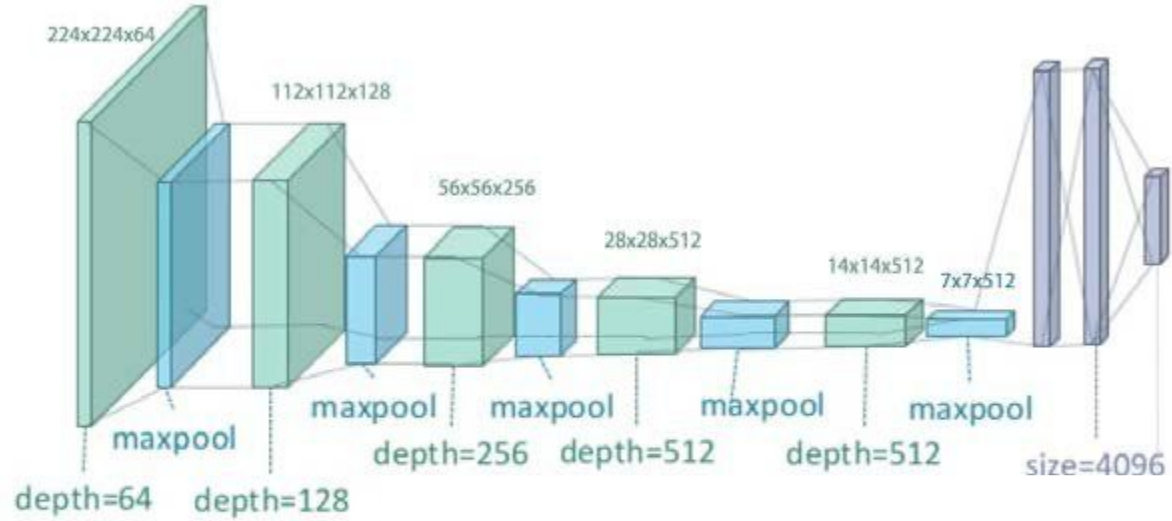 224x224x64
112x112x128
56x56x256
28x28x512
14x14x512
7x7x512
maxpool
maxpool
maxpool
maxpool
maxpool
depth=64
depth=128
depth=256
depth=512
depth=512
size=4096